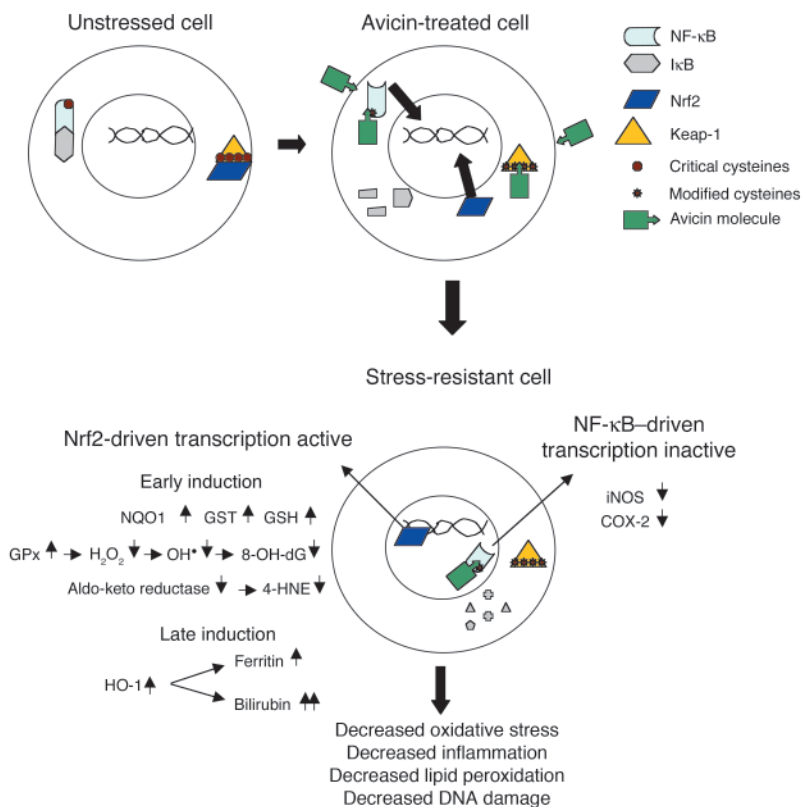 Unstressed cell
Avicin-treated cell
NF-κB
IκB
Nrf2
Keap-1
Critical cysteines
Modified cysteines
Avicin molecule
Stress-resistant cell
Nrf2-driven transcription active
NF-κB–driven
transcription inactive
Early induction
NQO1 GST GSH
GPx H₂O₂ OH• 8-OH-dG
Aldo-keto reductase 4-HNE
iNOS
COX-2
Late induction
Ferritin
HO-1
Bilirubin
Decreased oxidative stress
Decreased inflammation
Decreased lipid peroxidation
Decreased DNA damage